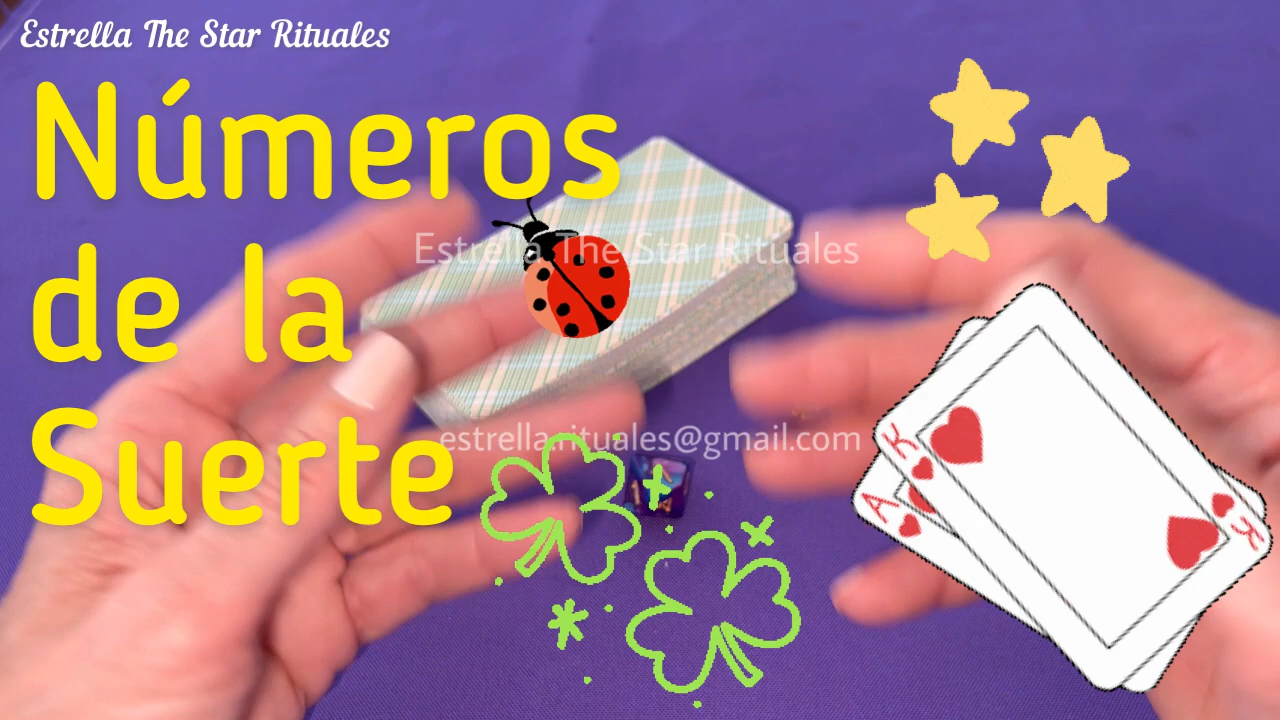 Estrella The Star Rituales
Números
de la
Suerte
Estrella The Star Rituales
estrellarituales@gmail.com
K
A
K